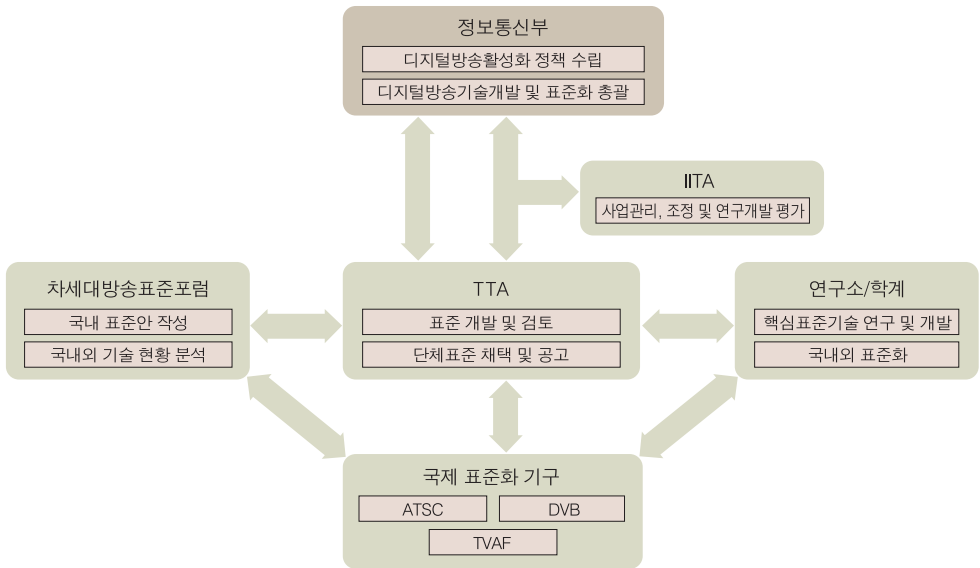 정보통신부
디지털방송활성화 정책 수립
디지털방송기술개발 및 표준화 총괄
IITA
사업관리, 조정 및 연구개발 평가
차세대방송표준포럼
국내 표준안 작성
국내외 기술 현황 분석
TTA
표준 개발 및 검토
단체표준 채택 및 공고
연구소/학계
핵심표준기술 연구 및 개발
국내외 표준화
국제 표준화 기구
ATSC
DVB
TVAF